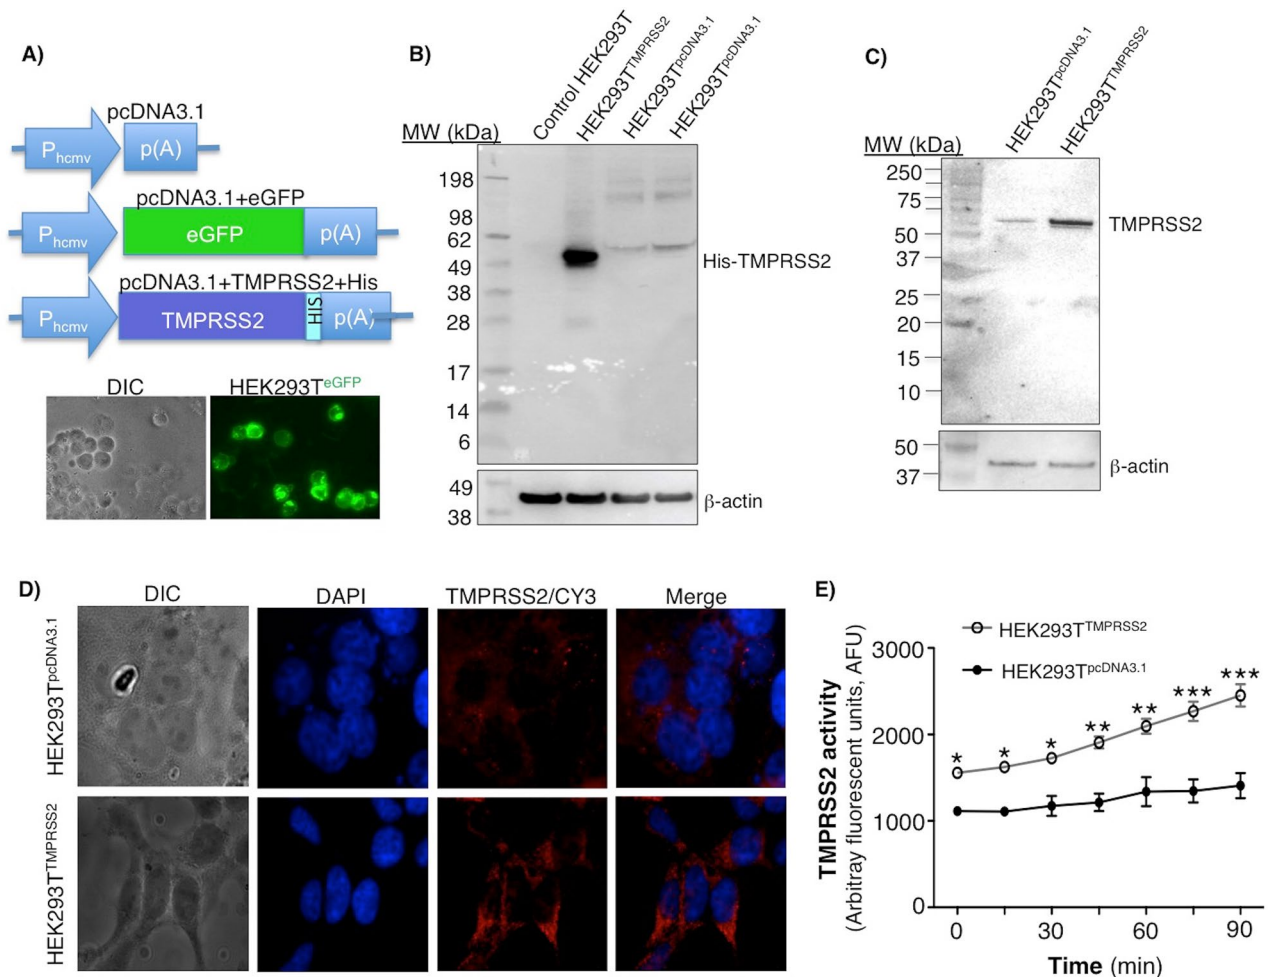 A)
pcDNA3.1
Phcmv
p(A)
pcDNA3.1+eGFP
Phcmv
eGFP
p(A)
pcDNA3.1+TMPRSS2+His
Phcmv
TMPRSS2
HIS
p(A)
DIC
HEK293TeGFP
B)
Control HEK293T
HEK293TTMPRSS2
HEK293TpcDNA3.1
HEK293TpcDNA3.1
MW (kDa)
198
98
62
49
38
28
17
14
6
His-TMPRSS2
49
38
β-actin
C)
HEK293TpcDNA3.1
HEK293TTMPRSS2
MW (kDa)
250
75
50
37
25
20
15
10
TMPRSS2
50
37
β-actin
D)
DIC
DAPI
TMPRSS2/CY3
Merge
HEK293TpcDNA3.1
HEK293TTMPRSS2
E)
HEK293TTMPRSS2
HEK293TpcDNA3.1
TMPRSS2 activity
(Arbitray fluorescent units, AFU)
3000
2000
1000
0
* * * ** ** *** ***
0 30 60 90
Time (min)